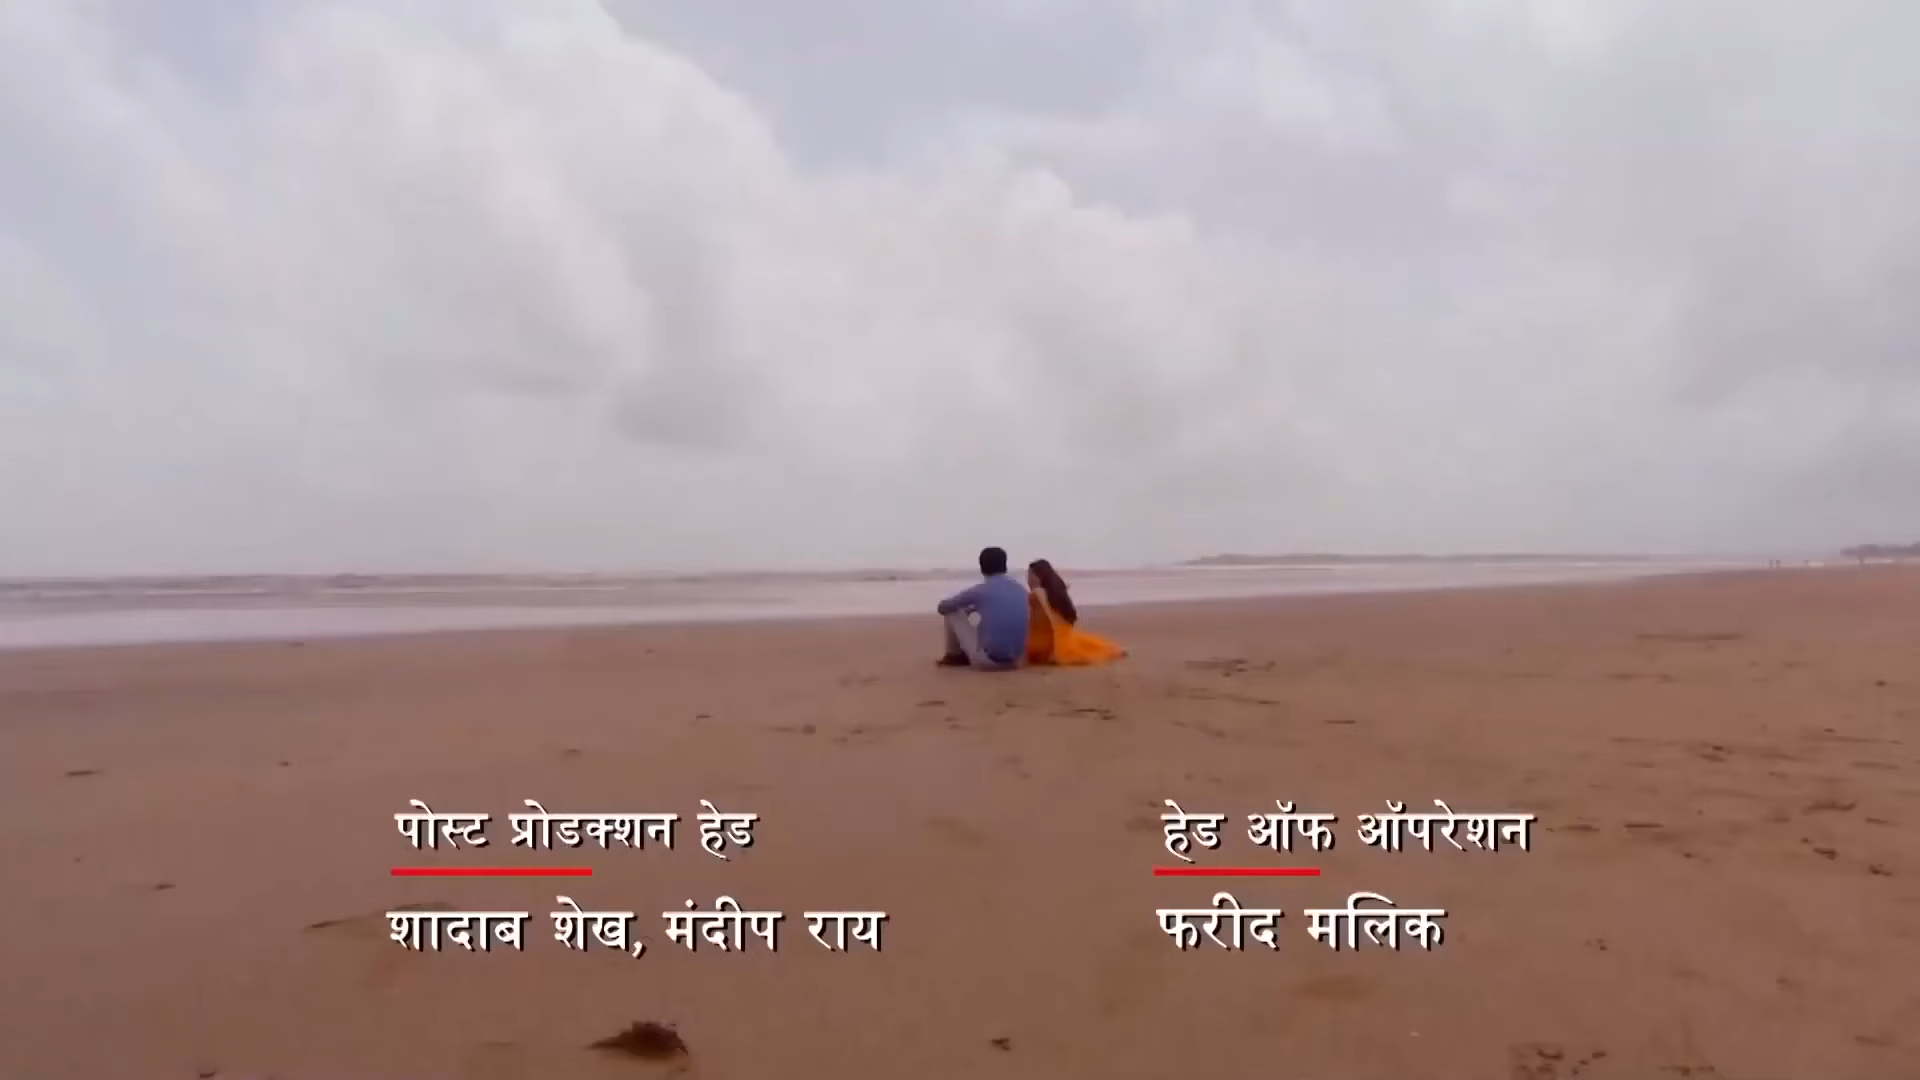 पोस्ट प्रोडक्शन हेड
शादाब शेख, मंदीप राय
हेड ऑफ ऑपरेशन
फरीद मलिक